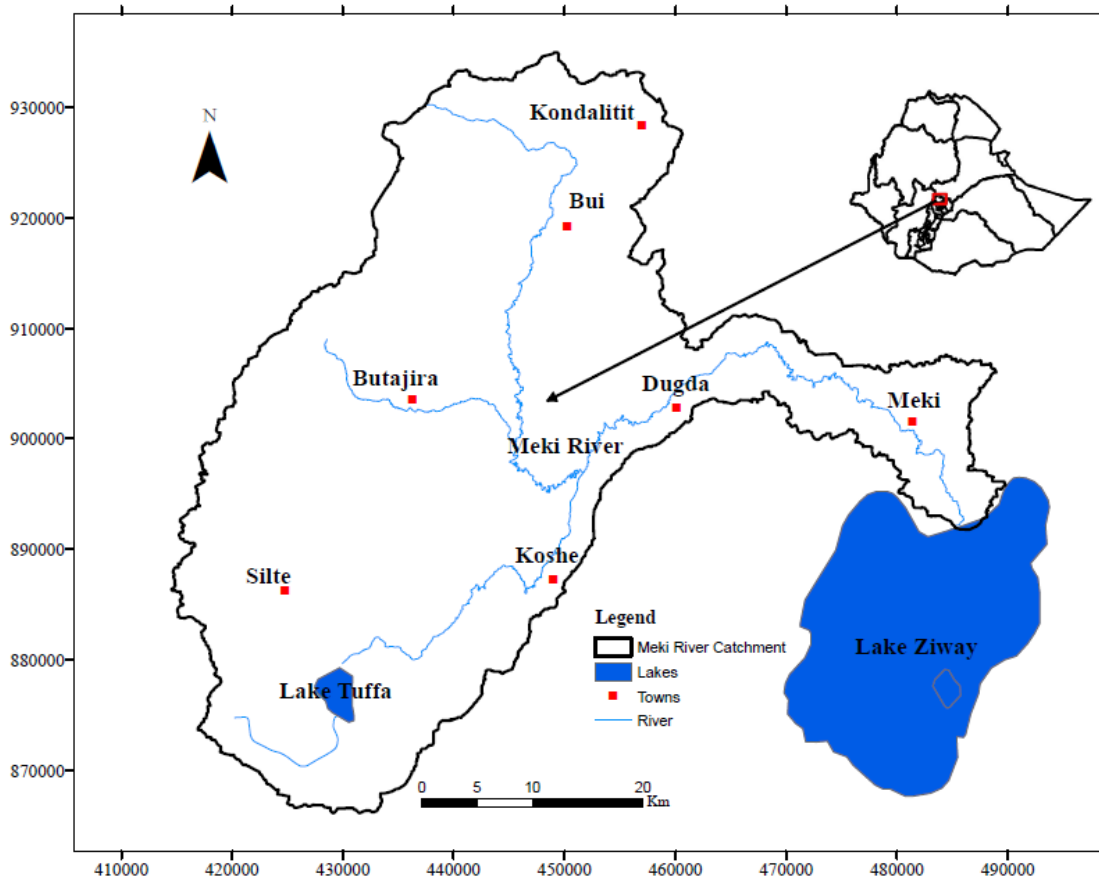 930000
920000
910000
900000
890000
880000
870000
N
Kondalitit
Bui
Butajira
Dugda
Meki
Meki River
Koshe
Silte
Lake Tuffa
Lake Ziway
Legend
Meki River Catchment
Lakes
Towns
River
0 5 10 20
Km
410000 420000 430000 440000 450000 460000 470000 480000 490000